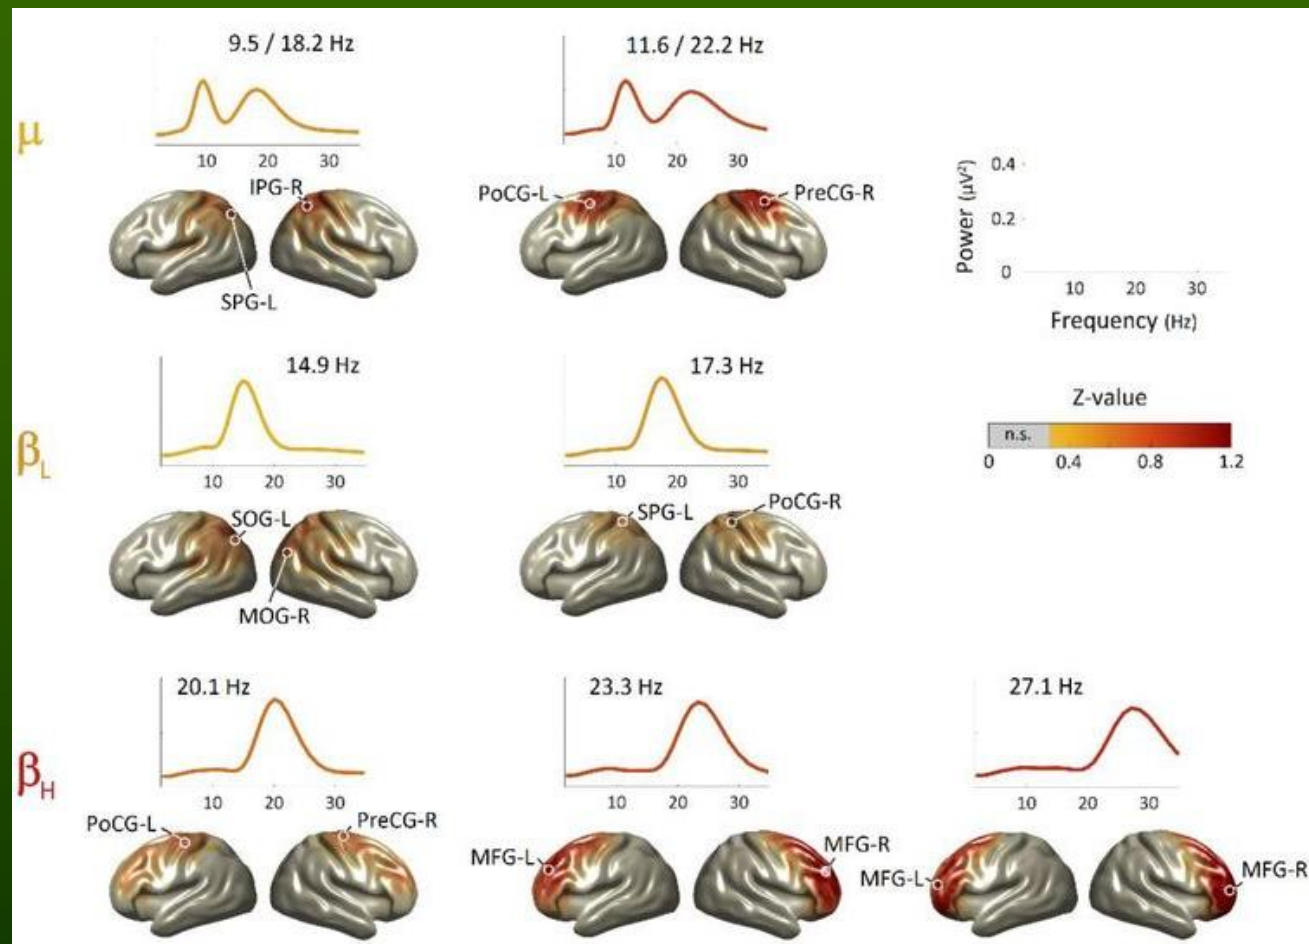 μ
9.5 / 18.2 Hz
10 20 30
IPG-R
SPG-L
11.6 / 22.2 Hz
10 20 30
PoCG-L
PreCG-R
Power (μV²)
0.4
0.2
0
10 20 30
Frequency (Hz)
βL
14.9 Hz
10 20 30
SOG-L
MOG-R
17.3 Hz
10 20 30
SPG-L
PoCG-R
Z-value
n.s.
0 0.4 0.8 1.2
βH
20.1 Hz
10 20 30
PoCG-L
PreCG-R
23.3 Hz
10 20 30
MFG-L
MFG-R
27.1 Hz
10 20 30
MFG-L
MFG-R